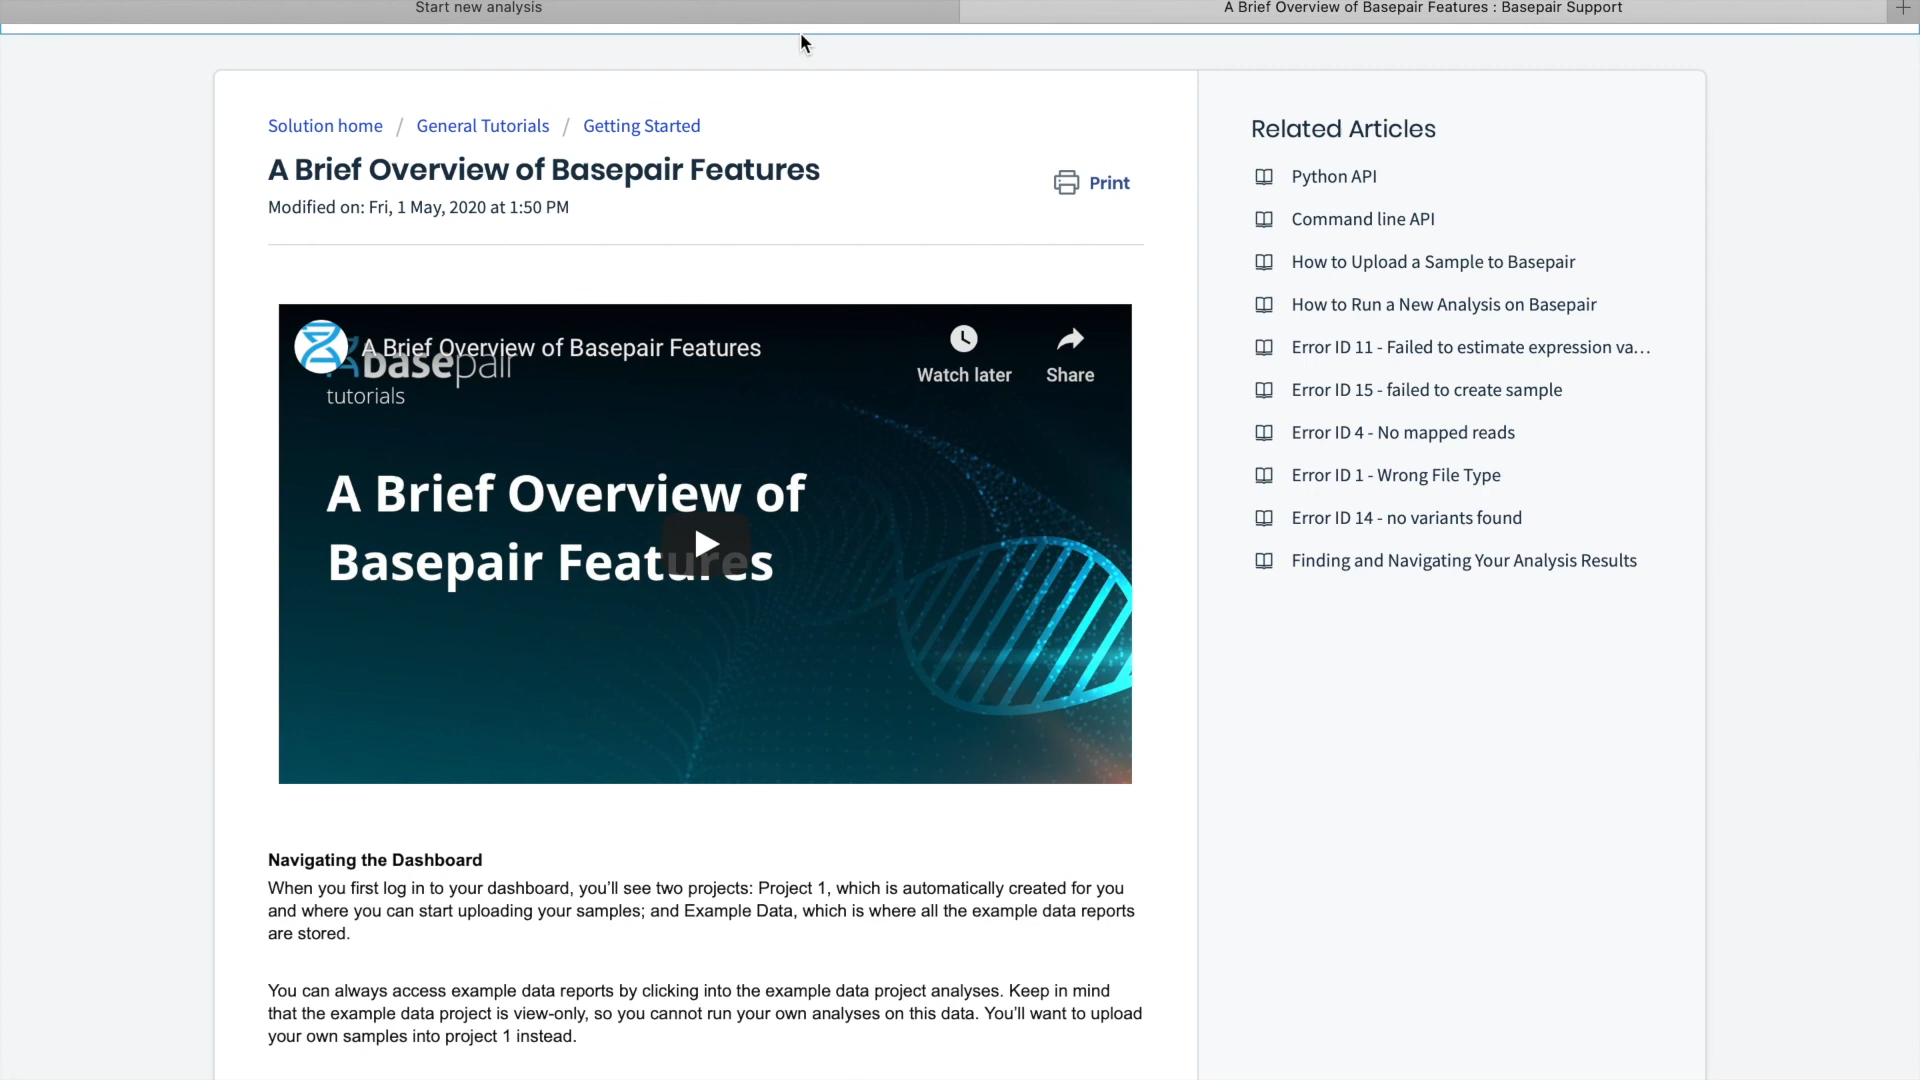 Start new analysis
A Brief Overview of Basepair Features : Basepair Support
Solution home / General Tutorials / Getting Started
A Brief Overview of Basepair Features
Modified on: Fri, 1 May, 2020 at 1:50 PM
Print
A Brief Overview of Basepair Features
Watch later
Share
basepair
tutorials
A Brief Overview of
Basepair Features
Navigating the Dashboard
When you first log in to your dashboard, you’ll see two projects: Project 1, which is automatically created for you
and where you can start uploading your samples; and Example Data, which is where all the example data reports
are stored.
You can always access example data reports by clicking into the example data project analyses. Keep in mind
that the example data project is view-only, so you cannot run your own analyses on this data. You’ll want to upload
your own samples into project 1 instead.
Related Articles
Python API
Command line API
How to Upload a Sample to Basepair
How to Run a New Analysis on Basepair
Error ID 11 - Failed to estimate expression va...
Error ID 15 - failed to create sample
Error ID 4 - No mapped reads
Error ID 1 - Wrong File Type
Error ID 14 - no variants found
Finding and Navigating Your Analysis Results